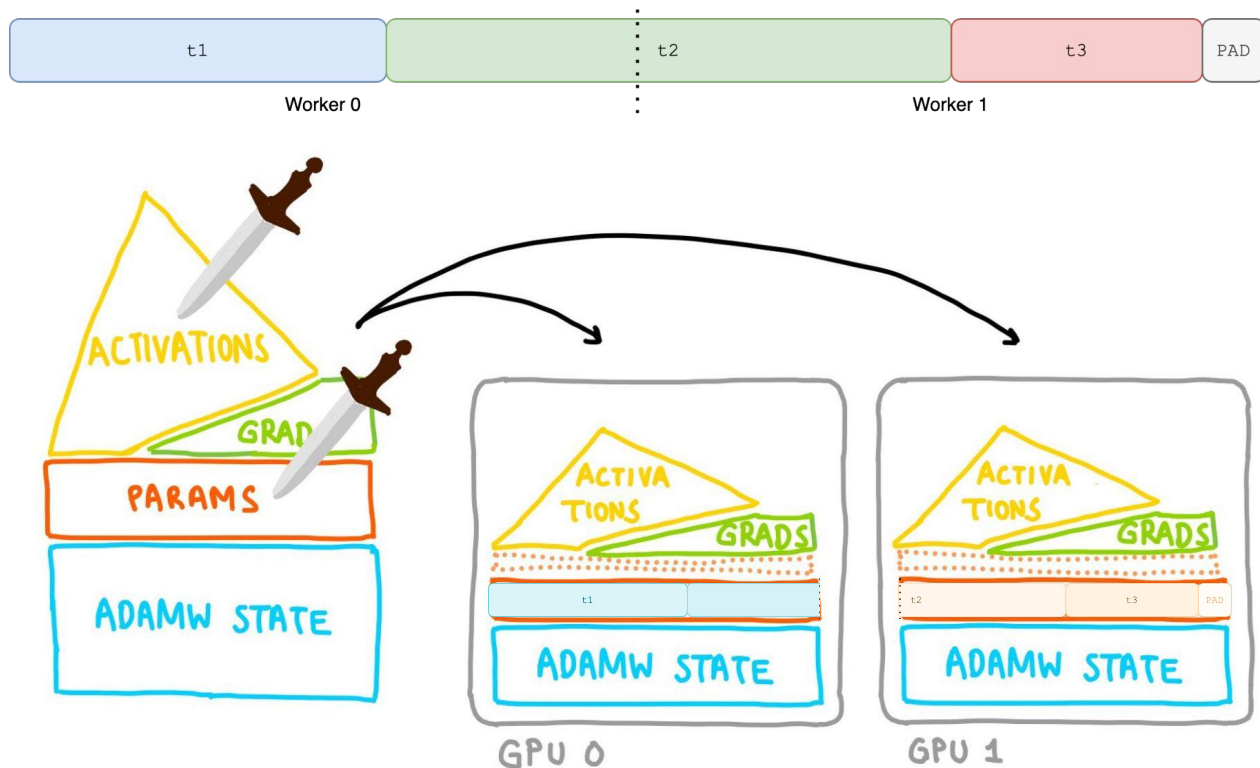 t1 t2 t3 PAD
Worker 0 Worker 1
ACTIVATIONS
GRAD
PARAMS
ADAMW STATE
ACTIVA
TIONS
GRADS
t1
ADAMW STATE
GPU 0
ACTIVA
TIONS
GRADS
t2 t3 PAD
ADAMW STATE
GPU 1